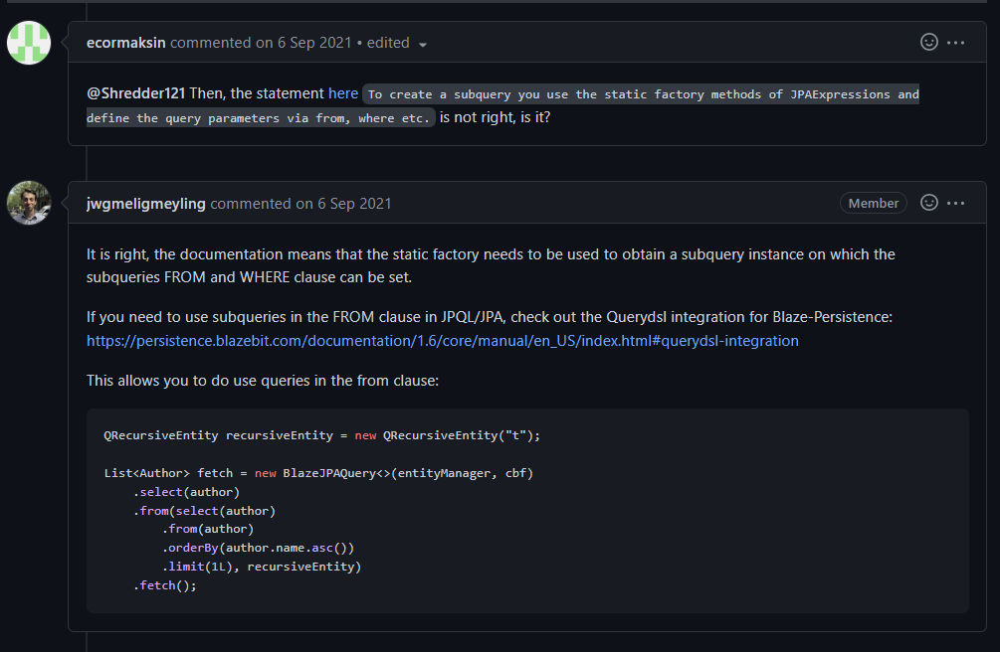 ecormaksin commented on 6 Sep 2021 • edited
@Shredder121 Then, the statement here To create a subquery you use the static factory methods of JPAExpressions and
define the query parameters via from, where etc. is not right, is it?
jwgmeligmeyling commented on 6 Sep 2021 Member
It is right, the documentation means that the static factory needs to be used to obtain a subquery instance on which the
subqueries FROM and WHERE clause can be set.
If you need to use subqueries in the FROM clause in JPQL/JPA, check out the Querydsl integration for Blaze-Persistence:
https://persistence.blazebit.com/documentation/1.6/core/manual/en_US/index.html#querydsl-integration
This allows you to do use queries in the from clause:
QRecursiveEntity recursiveEntity = new QRecursiveEntity("t");
List<Author> fetch = new BlazeJPAQuery<>(entityManager, cbf)
    .select(author)
    .from(select(author)
        .from(author)
        .orderBy(author.name.asc())
        .limit(1L), recursiveEntity)
    .fetch();